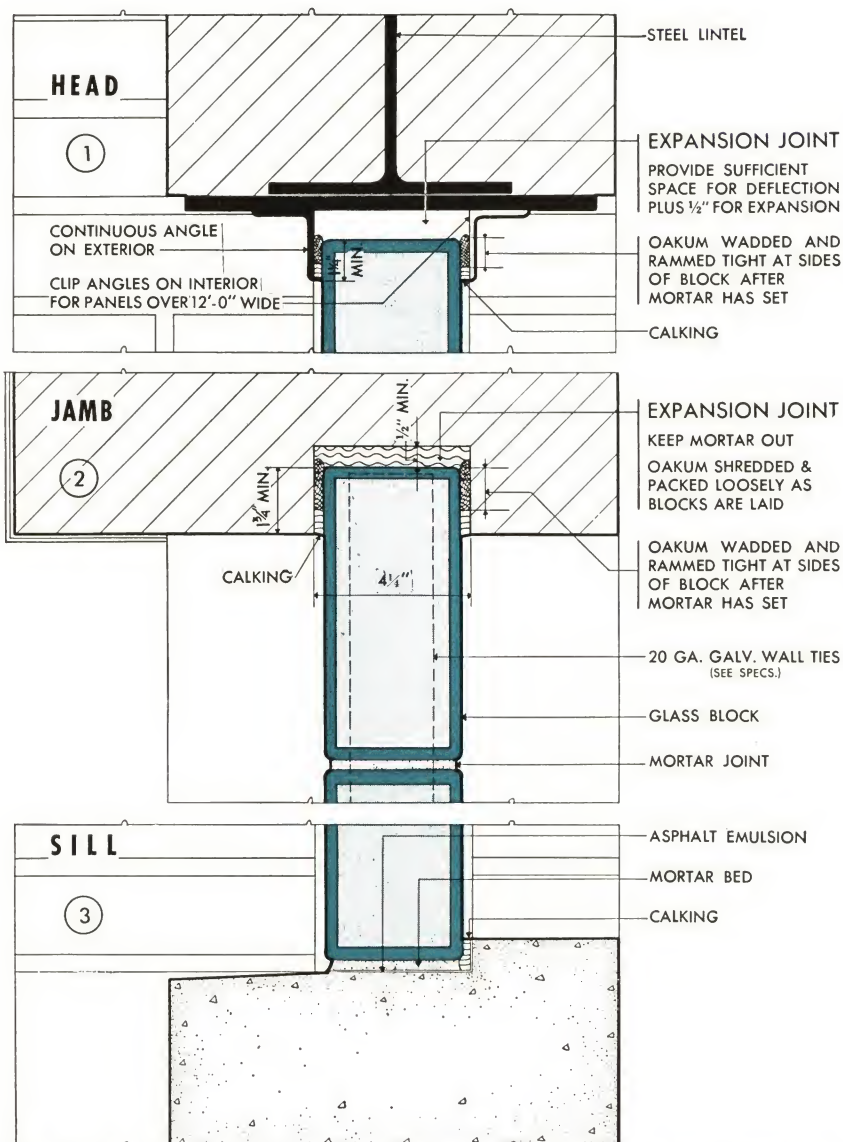 HEAD
1
STEEL LINTEL
EXPANSION JOINT
PROVIDE SUFFICIENT
SPACE FOR DEFLECTION
PLUS ½" FOR EXPANSION
CONTINUOUS ANGLE
ON EXTERIOR
CLIP ANGLES ON INTERIOR
FOR PANELS OVER 12'-0" WIDE
1¼"
MIN.
OAKUM WADDED AND
RAMMED TIGHT AT SIDES
OF BLOCK AFTER
MORTAR HAS SET
CALKING
JAMB
2
½" MIN.
1¾" MIN.
EXPANSION JOINT
KEEP MORTAR OUT
OAKUM SHREDDED &
PACKED LOOSELY AS
BLOCKS ARE LAID
CALKING
4¼"
OAKUM WADDED AND
RAMMED TIGHT AT SIDES
OF BLOCK AFTER
MORTAR HAS SET
20 GA. GALV. WALL TIES
(SEE SPECS.)
GLASS BLOCK
MORTAR JOINT
SILL
3
ASPHALT EMULSION
MORTAR BED
CALKING